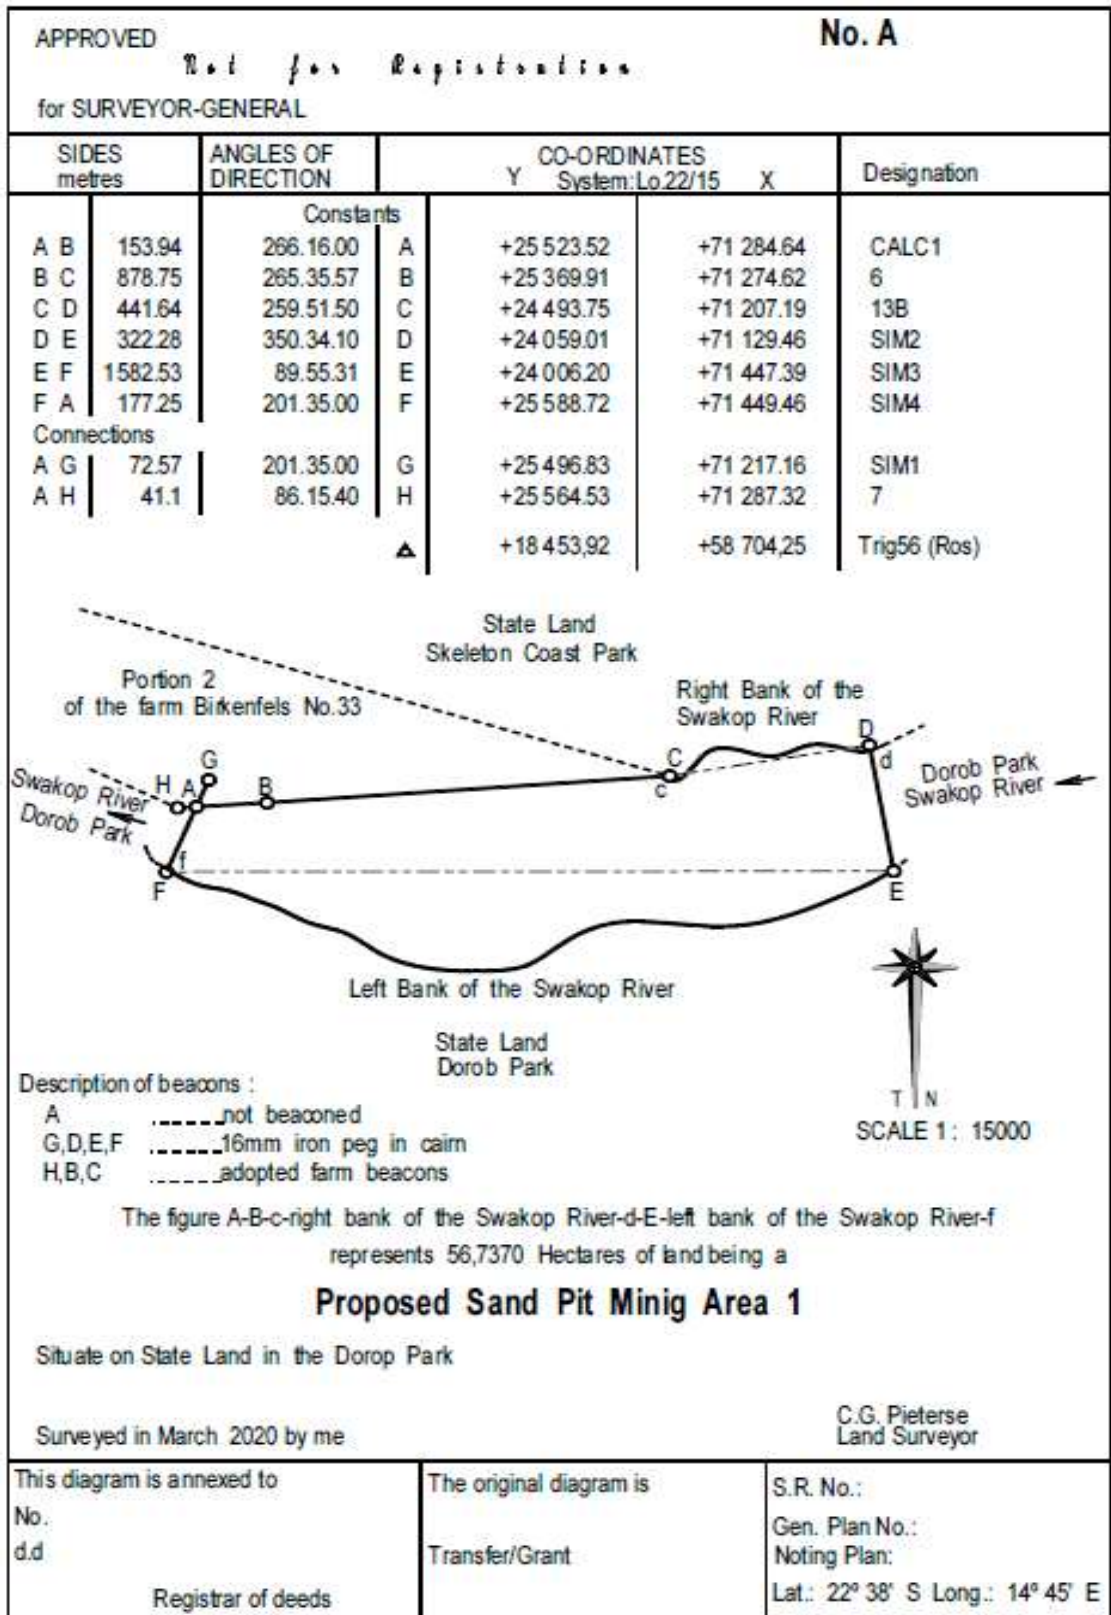 No. A
APPROVED
Not for Registration
for SURVEYOR-GENERAL
SIDES metres ANGLES OF DIRECTION CO-ORDINATES Y System:Lo.22/15 X Designation
Constants
A B 153.94 266.16.00 A +25 523.52 +71 284.64 CALC1
B C 878.75 265.35.57 B +25 369.91 +71 274.62 6
C D 441.64 259.51.50 C +24 493.75 +71 207.19 13B
D E 322.28 350.34.10 D +24 059.01 +71 129.46 SIM2
E F 1582.53 89.55.31 E +24 006.20 +71 447.39 SIM3
F A 177.25 201.35.00 F +25 588.72 +71 449.46 SIM4
Connections
A G 72.57 201.35.00 G +25 496.83 +71 217.16 SIM1
A H 41.1 86.15.40 H +25 564.53 +71 287.32 7
+18 453,92 +58 704,25 Trig56 (Ros)
State Land
Skeleton Coast Park
Portion 2
of the farm Birkenfels No.33
Right Bank of the
Swakop River
D
d
C
c
G
H A B
Swakop River
Dorob Park
Dorob Park
Swakop River
f
F
E
Left Bank of the Swakop River
State Land
Dorob Park
T N
SCALE 1 : 15000
Description of beacons :
A not beaconed
G,D,E,F 16mm iron peg in cairn
H,B,C adopted farm beacons
The figure A-B-c-right bank of the Swakop River-d-E-left bank of the Swakop River-f
represents 56,7370 Hectares of land being a
Proposed Sand Pit Minig Area 1
Situate on State Land in the Dorop Park
Surveyed in March 2020 by me
C.G. Pieterse
Land Surveyor
This diagram is annexed to
No.
d.d
Registrar of deeds
The original diagram is
Transfer/Grant
S.R. No.:
Gen. Plan No.:
Noting Plan:
Lat.: 22º 38' S Long.: 14º 45' E